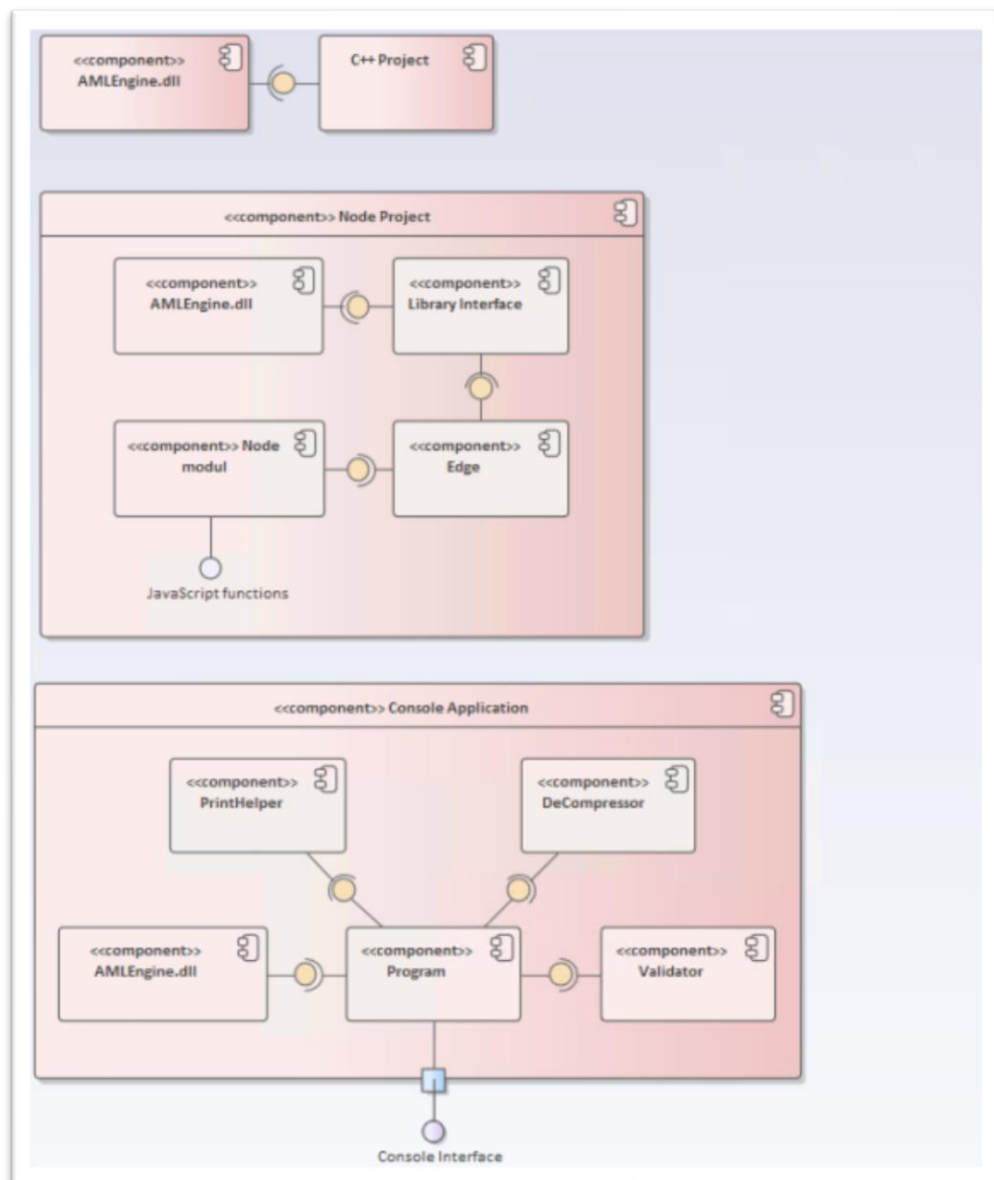 <<component>>
AMLEngine.dll
C++ Project
<<component>> Node Project
<<component>>
AMLEngine.dll
<<component>>
Library Interface
<<component>> Node
modul
<<component>>
Edge
JavaScript functions
<<component>> Console Application
<<component>>
PrintHelper
<<component>>
DeCompressor
<<component>>
AMLEngine.dll
<<component>>
Program
<<component>>
Validator
Console Interface